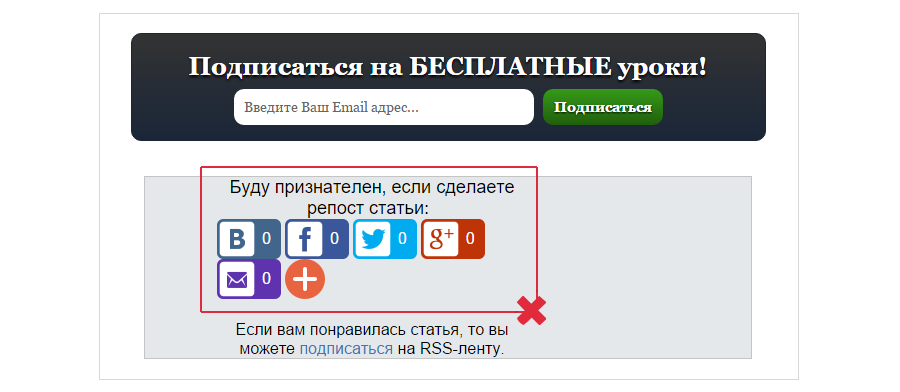 Подписаться на БЕСПЛАТНЫЕ уроки!
Введите Ваш Email адрес...
Подписаться
Буду признателен, если сделаете
репост статьи:
B 0 f 0 0 g+ 0
0
Если вам понравилась статья, то вы
можете подписаться на RSS-ленту.